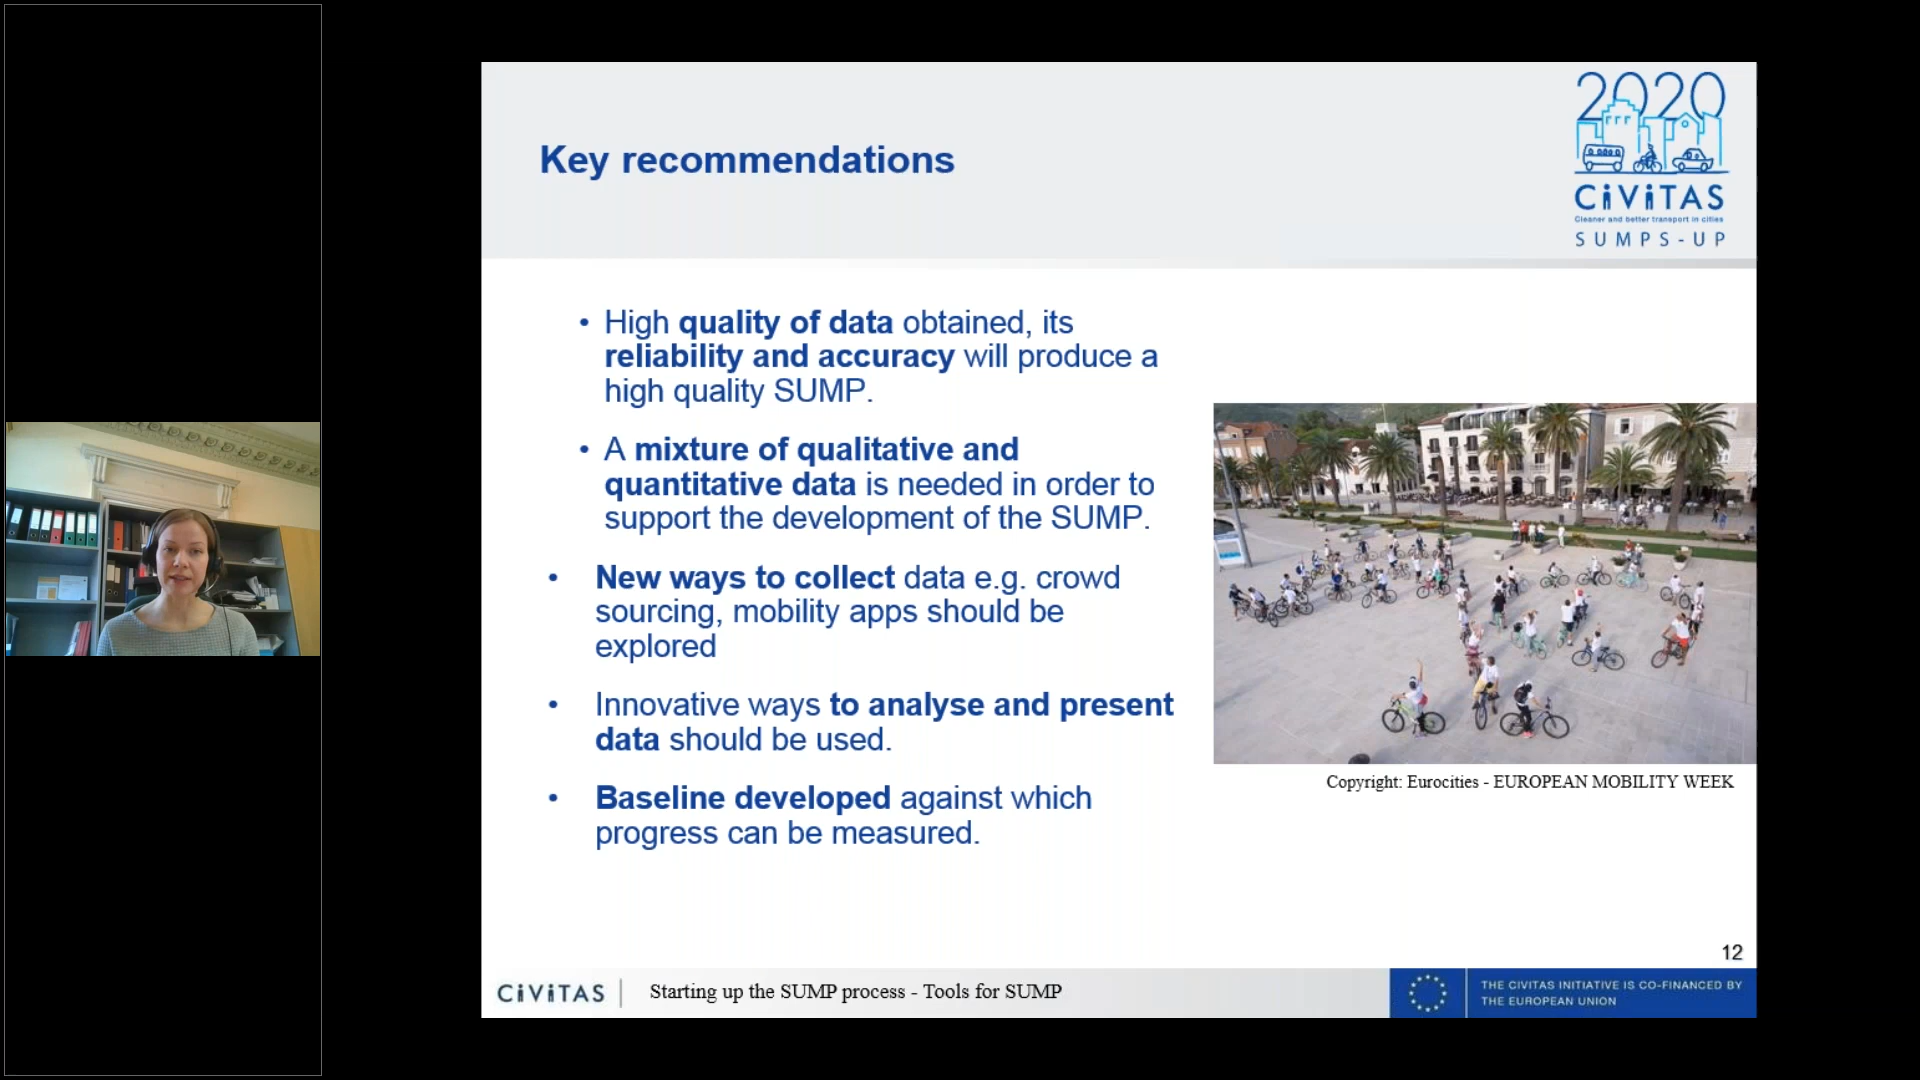 2020
CiViTAS
Cleaner and better transport in cities
SUMPS-UP
Key recommendations
• High quality of data obtained, its
reliability and accuracy will produce a
high quality SUMP.
• A mixture of qualitative and
quantitative data is needed in order to
support the development of the SUMP.
• New ways to collect data e.g. crowd
sourcing, mobility apps should be
explored
• Innovative ways to analyse and present
data should be used.
• Baseline developed against which
progress can be measured.
Copyright: Eurocities - EUROPEAN MOBILITY WEEK
12
CiViTAS
Starting up the SUMP process - Tools for SUMP
THE CIVITAS INITIATIVE IS CO-FINANCED BY
THE EUROPEAN UNION